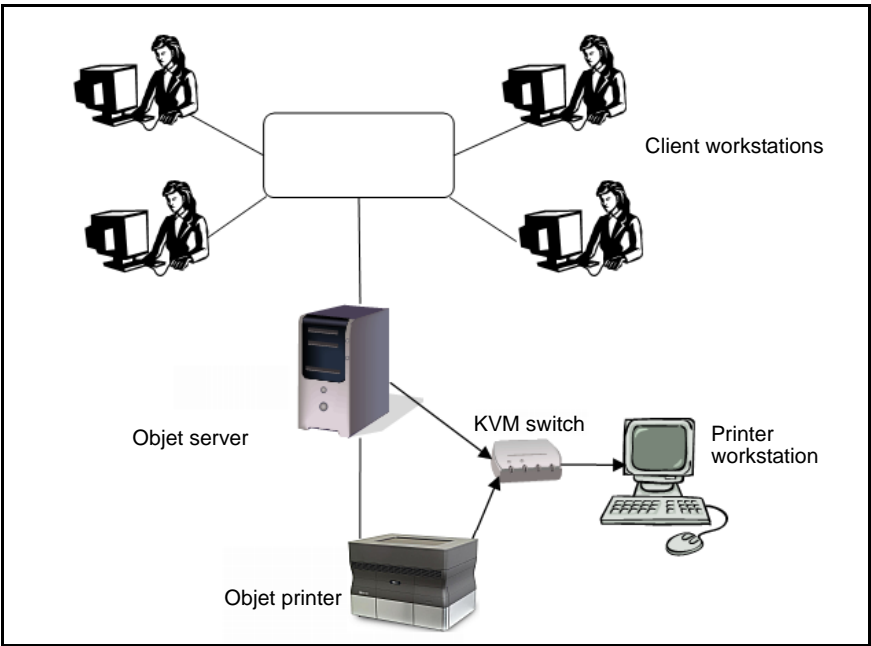 Client workstations
KVM switch
Objet server
Printer
workstation
Objet printer